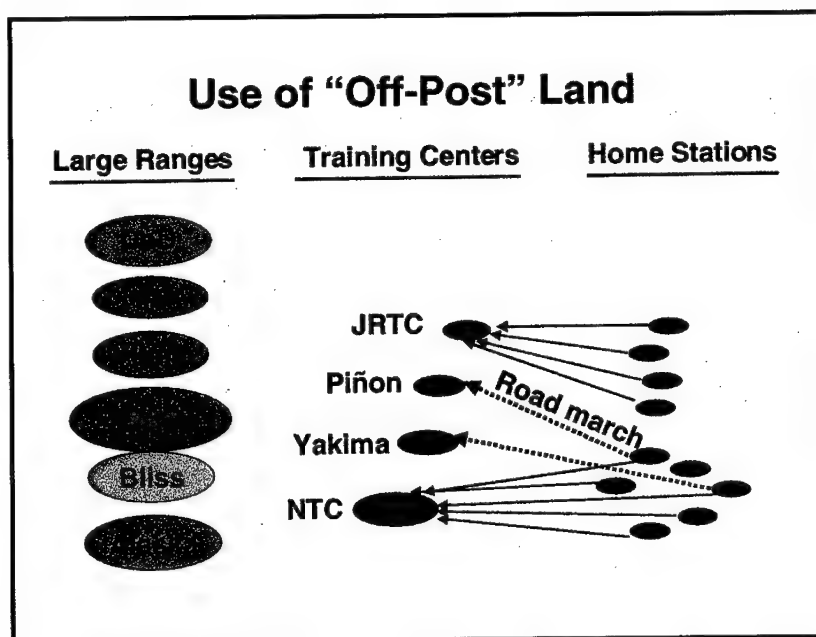 Use of “Off-Post” Land
Large Ranges
Training Centers
Home Stations
JRTC
Piñon
Road march
Yakima
Bliss
NTC